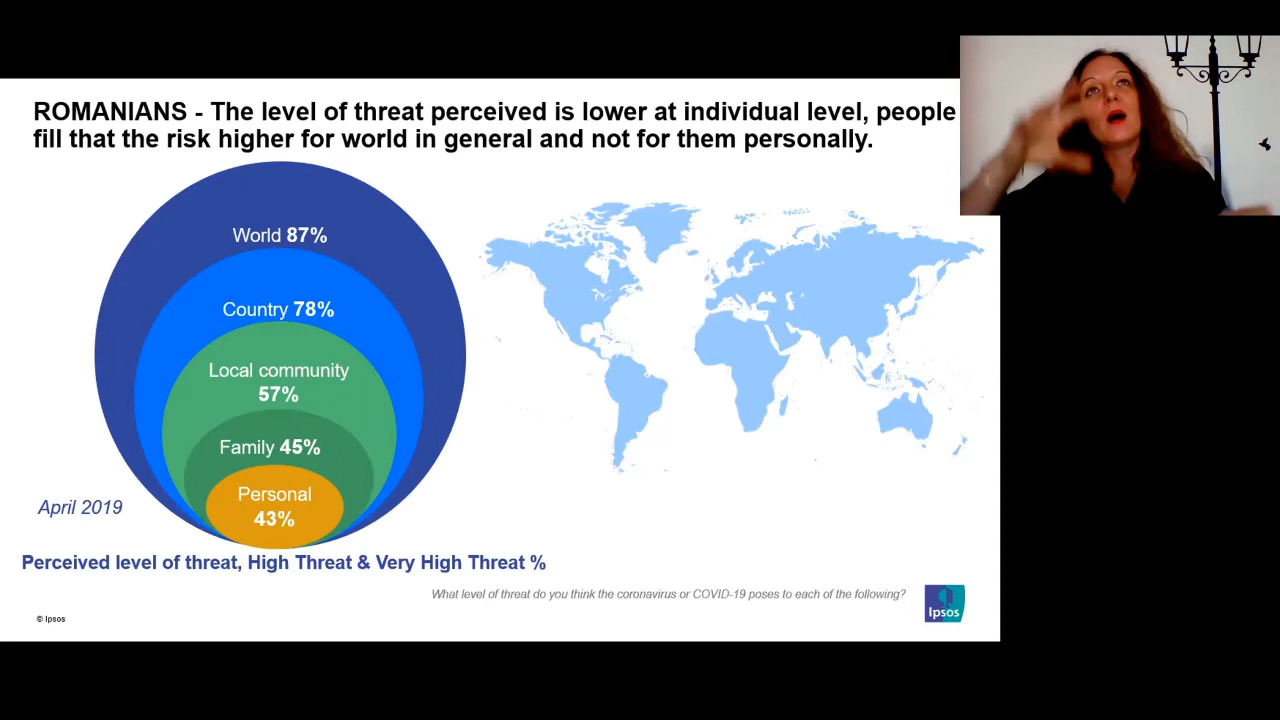 ROMANIANS - The level of threat perceived is lower at individual level, people
fill that the risk higher for world in general and not for them personally.
World 87%
Country 78%
Local community
57%
Family 45%
Personal
43%
April 2019
Perceived level of threat, High Threat & Very High Threat %
What level of threat do you think the coronavirus or COVID-19 poses to each of the following?
© Ipsos
Ipsos